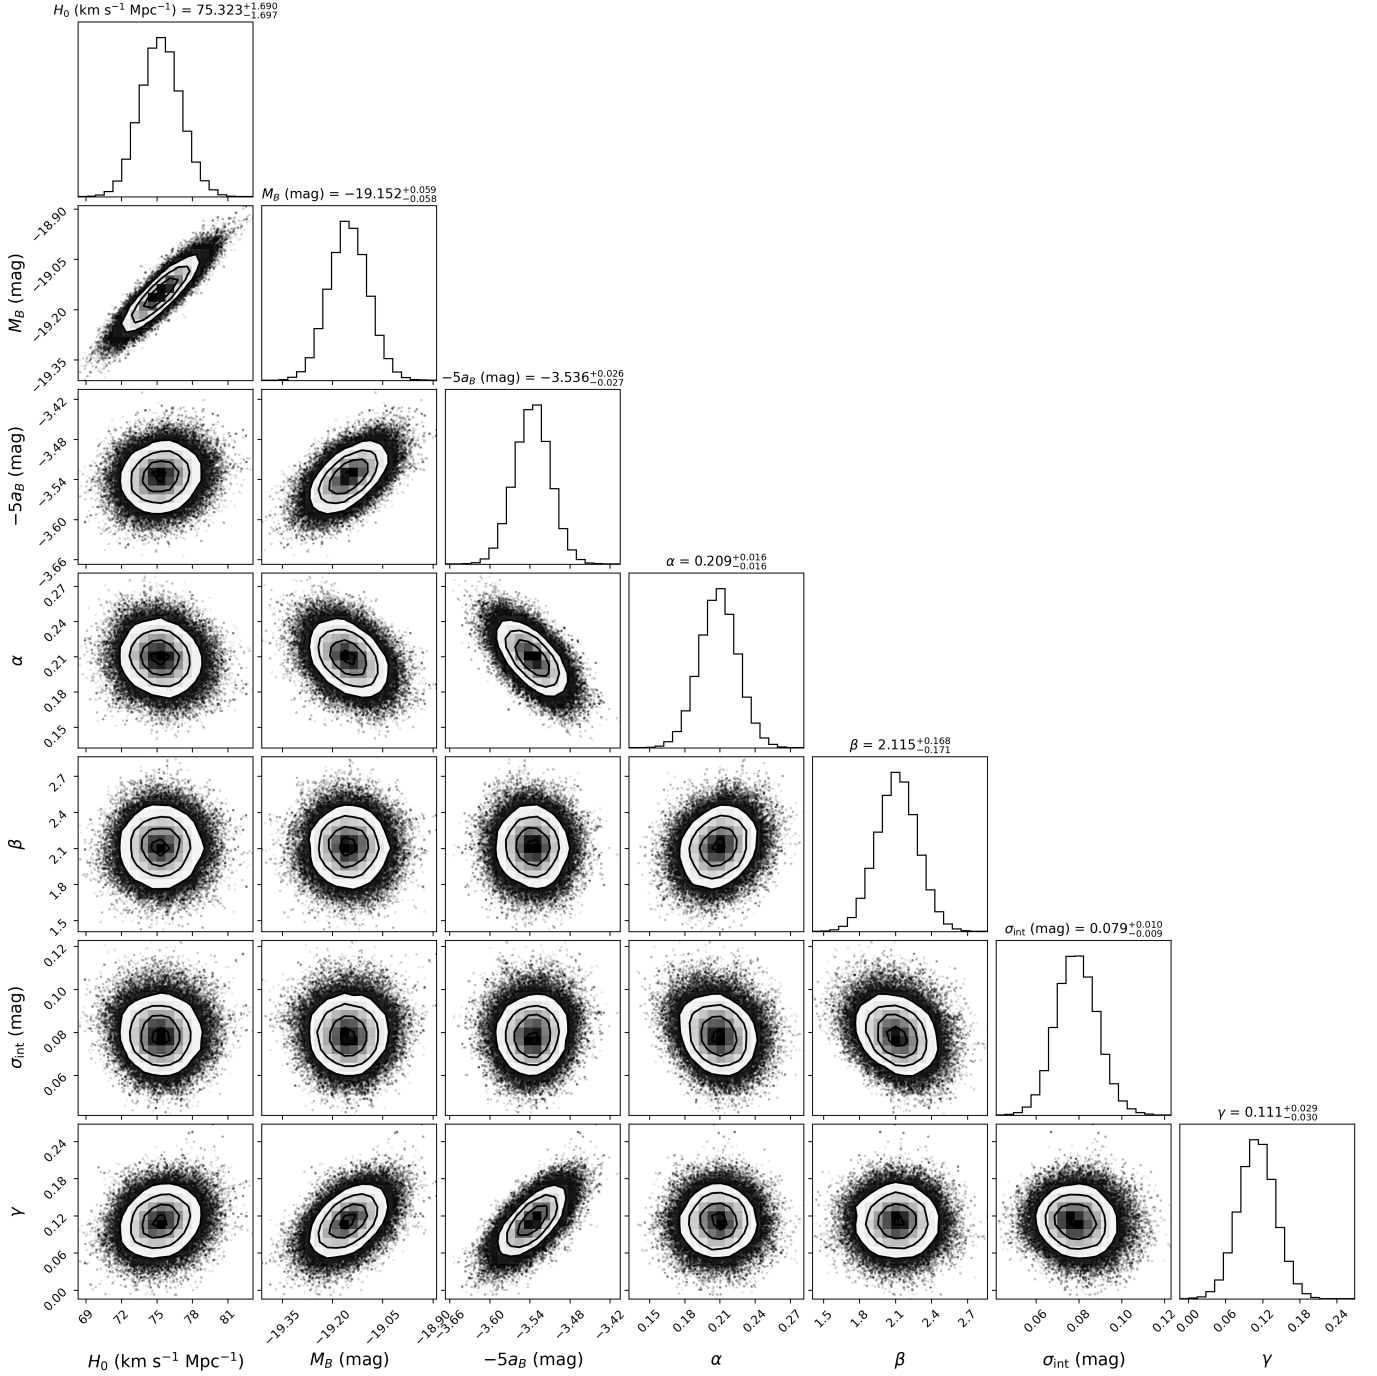 H₀ (km s⁻¹ Mpc⁻¹) = 75.323+1.690 −1.697
M_B (mag) = −19.152+0.059 −0.058
−18.90
−19.05
−19.20
−19.35
M_B (mag)
−5a_B (mag) = −3.536+0.026 −0.027
−3.42
−3.48
−3.54
−3.60
−3.66
−5a_B (mag)
α = 0.209+0.016 −0.016
0.27
0.24
0.21
0.18
0.15
α
β = 2.115+0.168 −0.171
2.7
2.4
2.1
1.8
1.5
β
σ_int (mag) = 0.079+0.010 −0.009
0.12
0.10
0.08
0.06
σ_int (mag)
γ = 0.111+0.029 −0.030
0.24
0.18
0.12
0.06
0.00
γ
69 72 75 78 81
−19.35 −19.20 −19.05 −18.90
−3.66 −3.60 −3.54 −3.48 −3.42
0.15 0.18 0.21 0.24 0.27
1.5 1.8 2.1 2.4 2.7
0.06 0.08 0.10 0.12
0.00 0.06 0.12 0.18 0.24
H₀ (km s⁻¹ Mpc⁻¹)
M_B (mag)
−5a_B (mag)
α
β
σ_int (mag)
γ